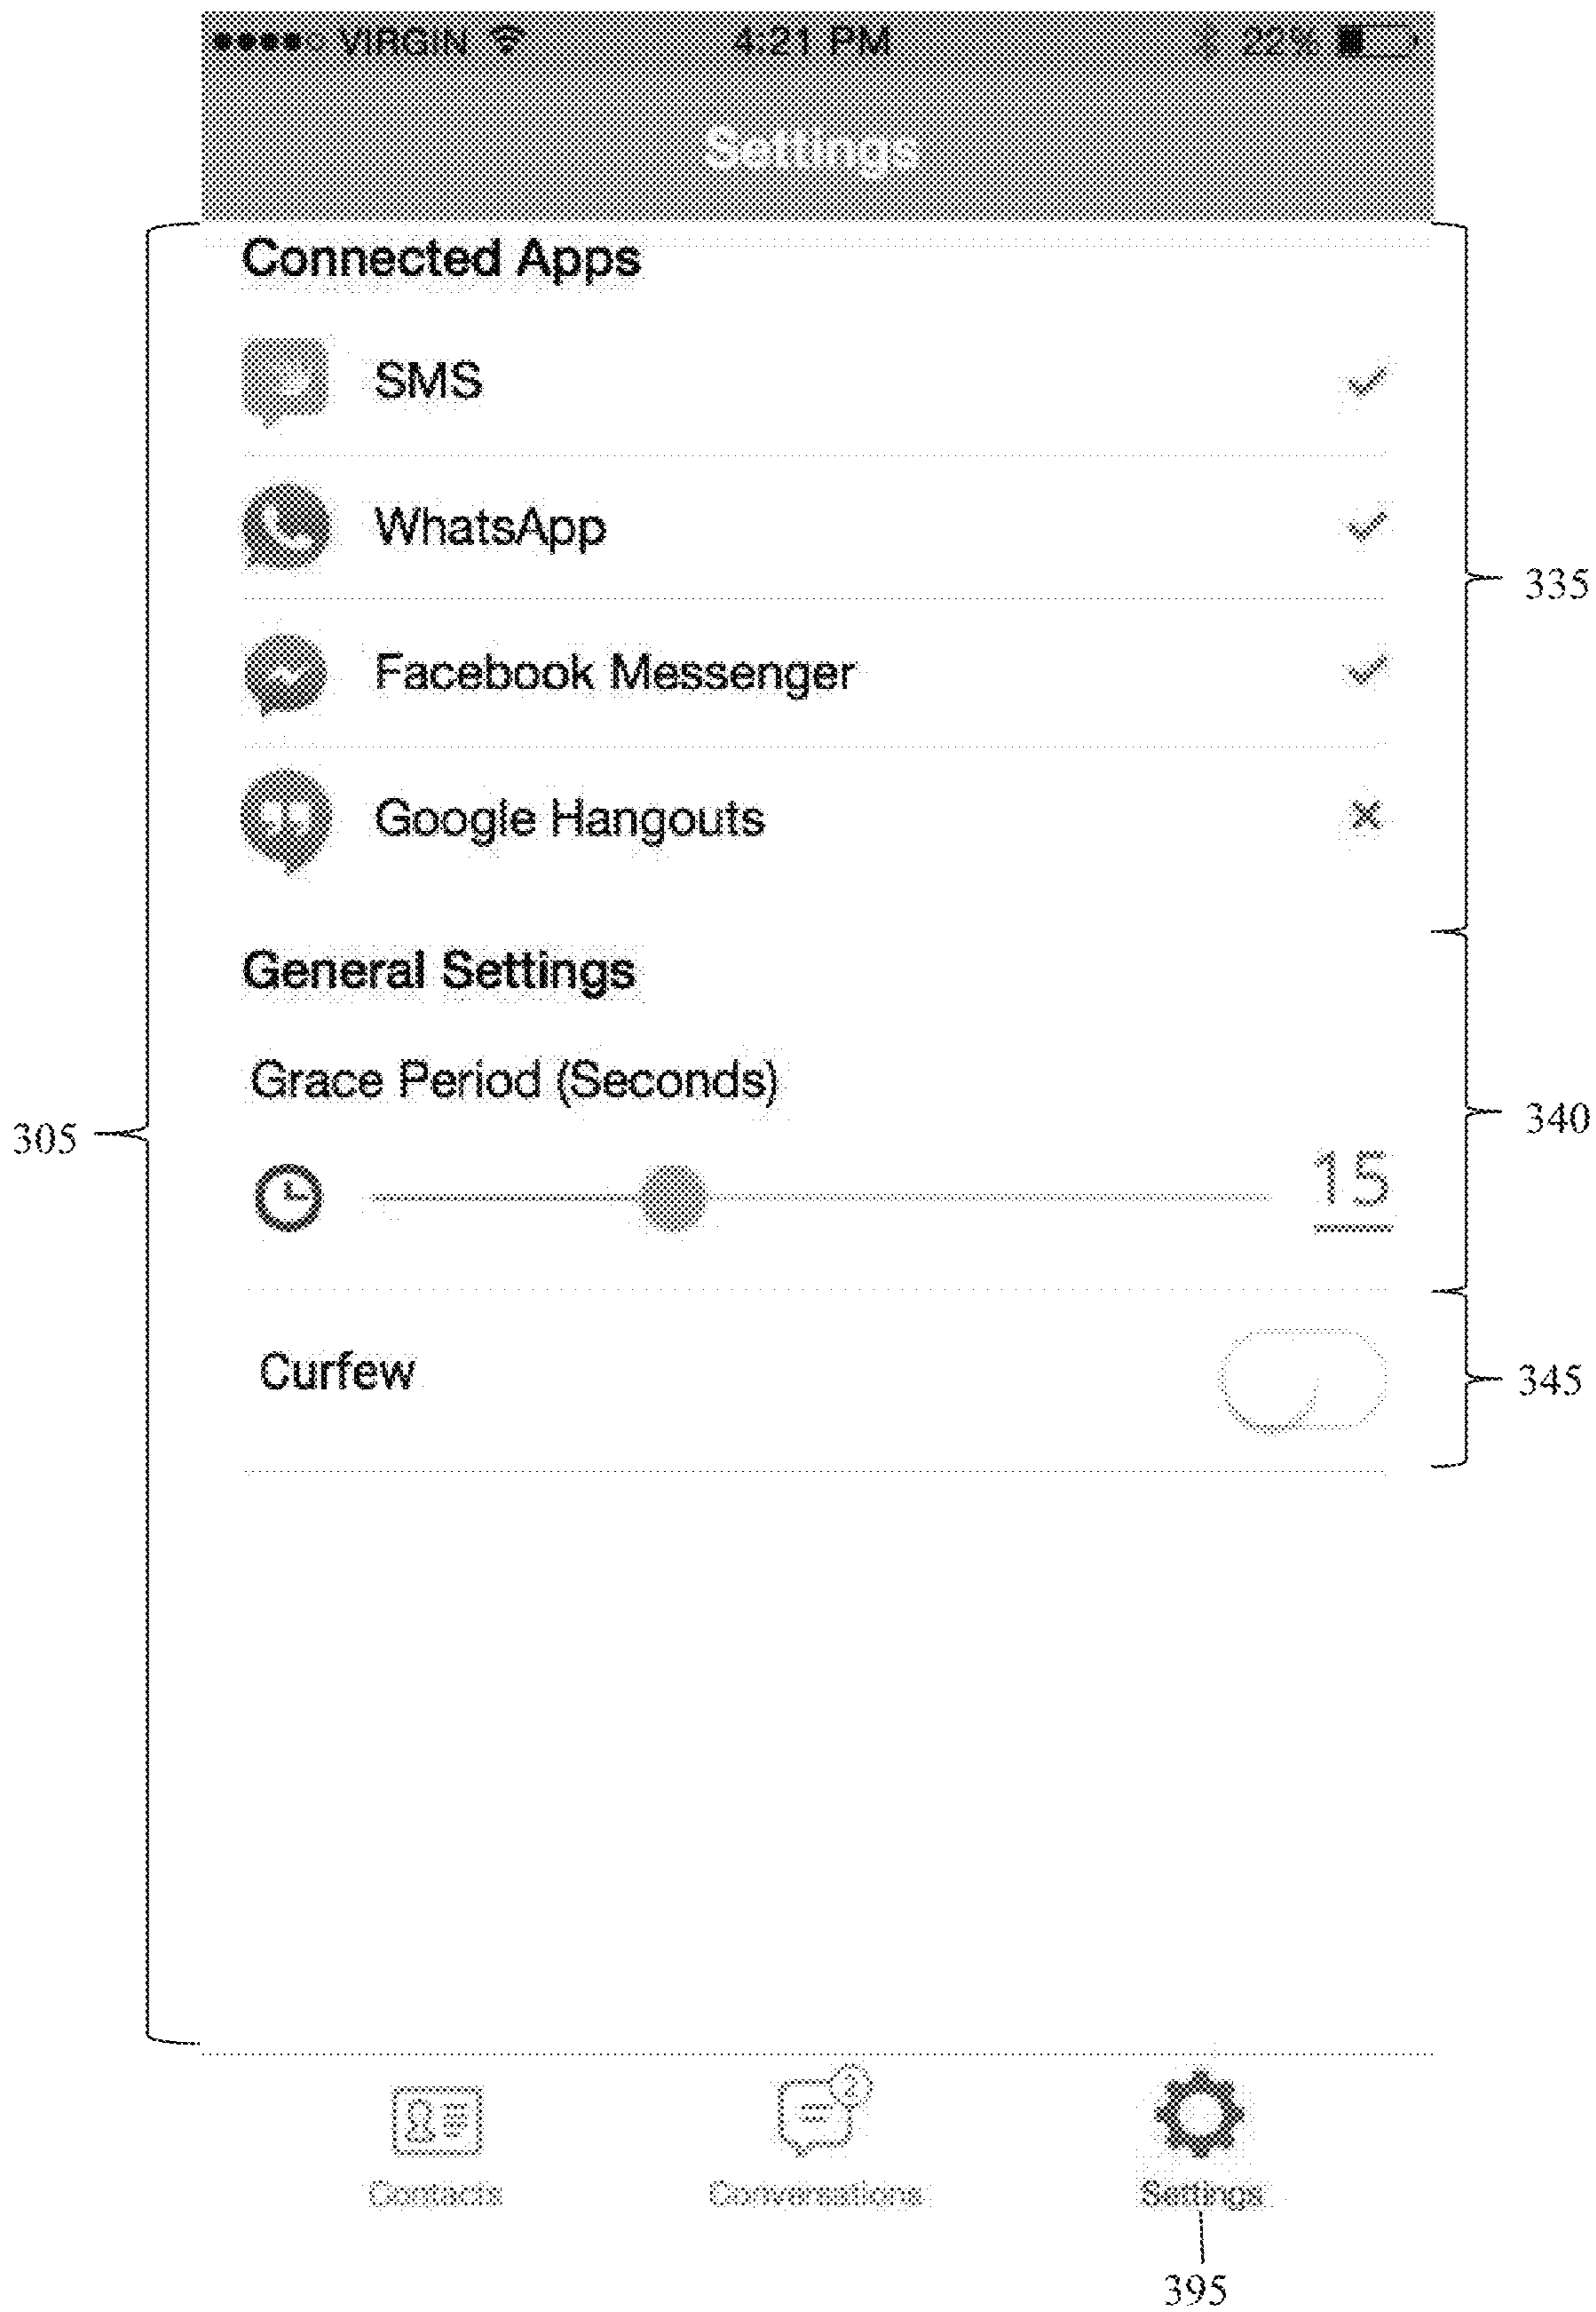 VIRGIN 4:21 PM 22%
Settings
Connected Apps
SMS
WhatsApp
335
Facebook Messenger
Google Hangouts
General Settings
Grace Period (Seconds)
340
305
15
Curfew
345
2
Contacts Conversations Settings
395